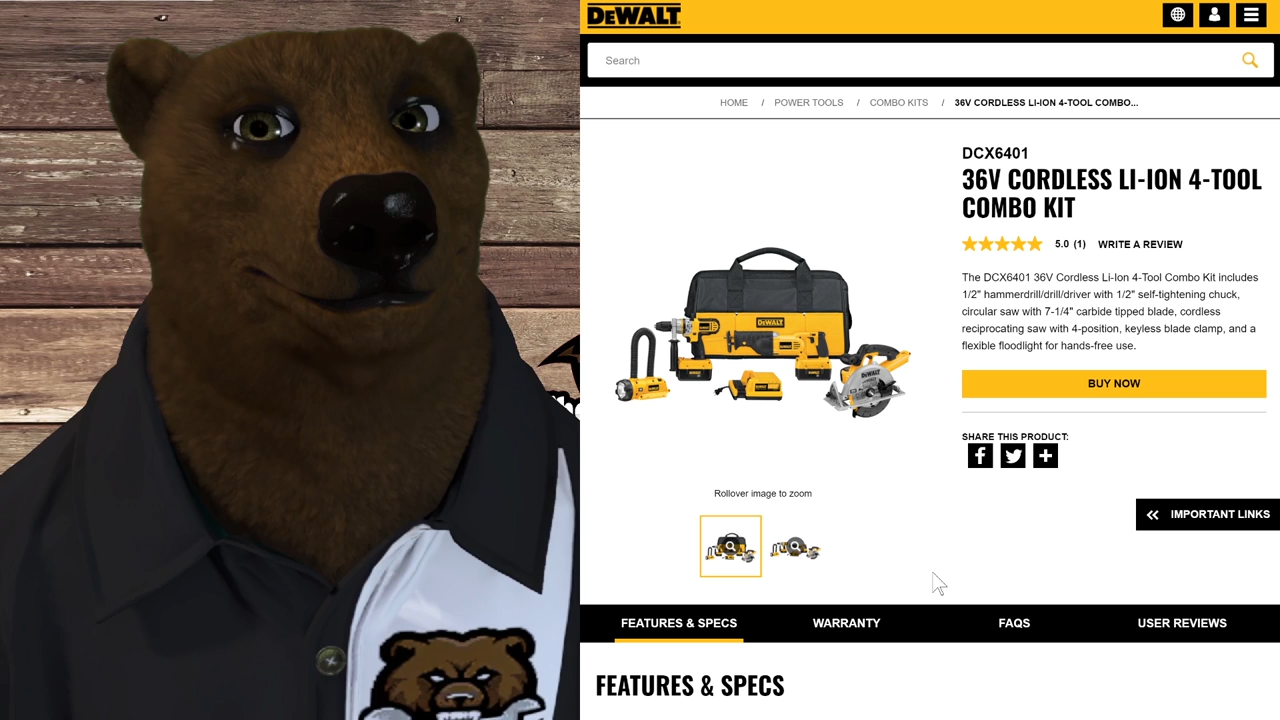 DEWALT
Search
HOME / POWER TOOLS / COMBO KITS / 36V CORDLESS LI-ION 4-TOOL COMBO...
DCX6401
36V CORDLESS LI-ION 4-TOOL
COMBO KIT
5.0 (1) WRITE A REVIEW
The DCX6401 36V Cordless Li-Ion 4-Tool Combo Kit includes
1/2" hammerdrill/drill/driver with 1/2" self-tightening chuck,
circular saw with 7-1/4" carbide tipped blade, cordless
reciprocating saw with 4-position, keyless blade clamp, and a
flexible floodlight for hands-free use.
BUY NOW
DEWALT
SHARE THIS PRODUCT:
Rollover image to zoom
IMPORTANT LINKS
FEATURES & SPECS WARRANTY FAQS USER REVIEWS
FEATURES & SPECS